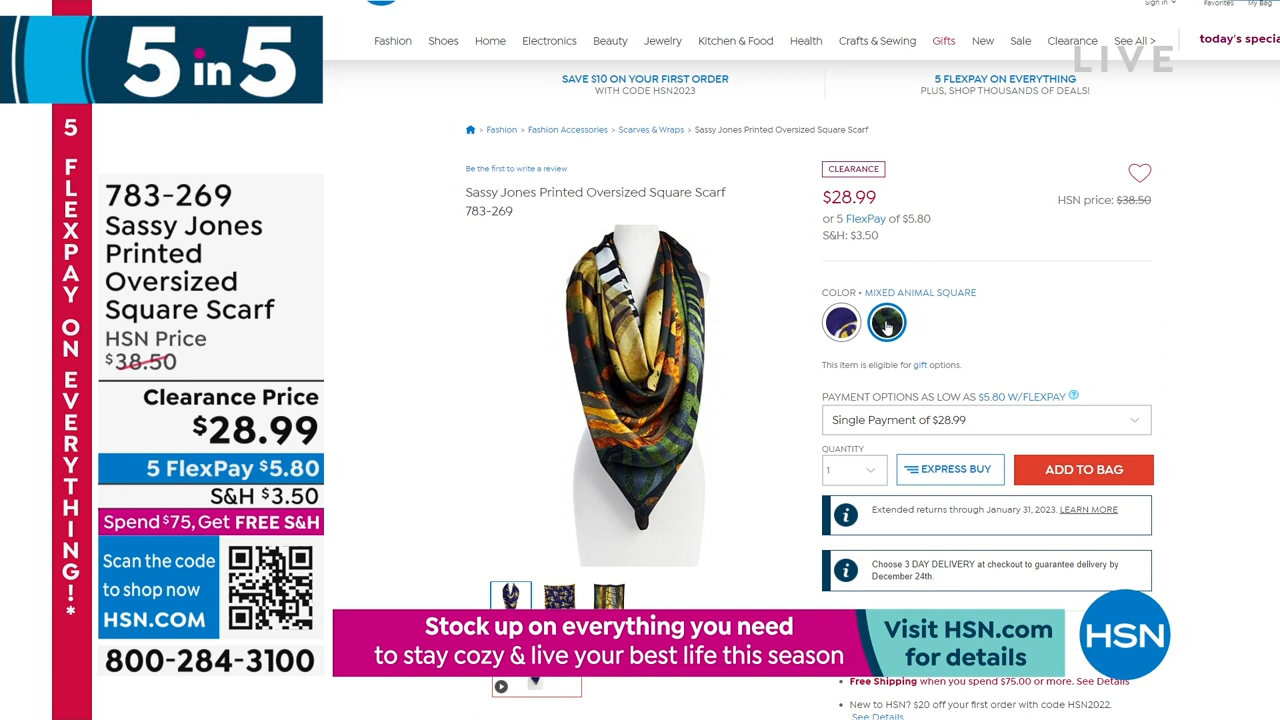 5 in 5
5 FLEXPAY ON EVERYTHING!*
783-269
Sassy Jones
Printed
Oversized
Square Scarf
HSN Price
$38.50
Clearance Price
$28.99
5 FlexPay $5.80
S&H $3.50
Spend $75, Get FREE S&H
Scan the code
to shop now
HSN.COM
800-284-3100
Sign in
Favorites
My Bag
Fashion Shoes Home Electronics Beauty Jewelry Kitchen & Food Health Crafts & Sewing Gifts New Sale Clearance See All >
today's specia
LIVE
SAVE $10 ON YOUR FIRST ORDER
WITH CODE HSN2023
5 FLEXPAY ON EVERYTHING
PLUS, SHOP THOUSANDS OF DEALS!
> Fashion > Fashion Accessories > Scarves & Wraps > Sassy Jones Printed Oversized Square Scarf
Be the first to write a review
Sassy Jones Printed Oversized Square Scarf
783-269
CLEARANCE
$28.99
HSN price: $38.50
or 5 FlexPay of $5.80
S&H: $3.50
COLOR • MIXED ANIMAL SQUARE
This item is eligible for gift options.
PAYMENT OPTIONS AS LOW AS $5.80 W/FLEXPAY ?
Single Payment of $28.99
QUANTITY
1
EXPRESS BUY
ADD TO BAG
Extended returns through January 31, 2023. LEARN MORE
Choose 3 DAY DELIVERY at checkout to guarantee delivery by
December 24th.
Stock up on everything you need
to stay cozy & live your best life this season
Visit HSN.com
for details
HSN
• Free Shipping when you spend $75.00 or more. See Details
• New to HSN? $20 off your first order with code HSN2022.
See Details